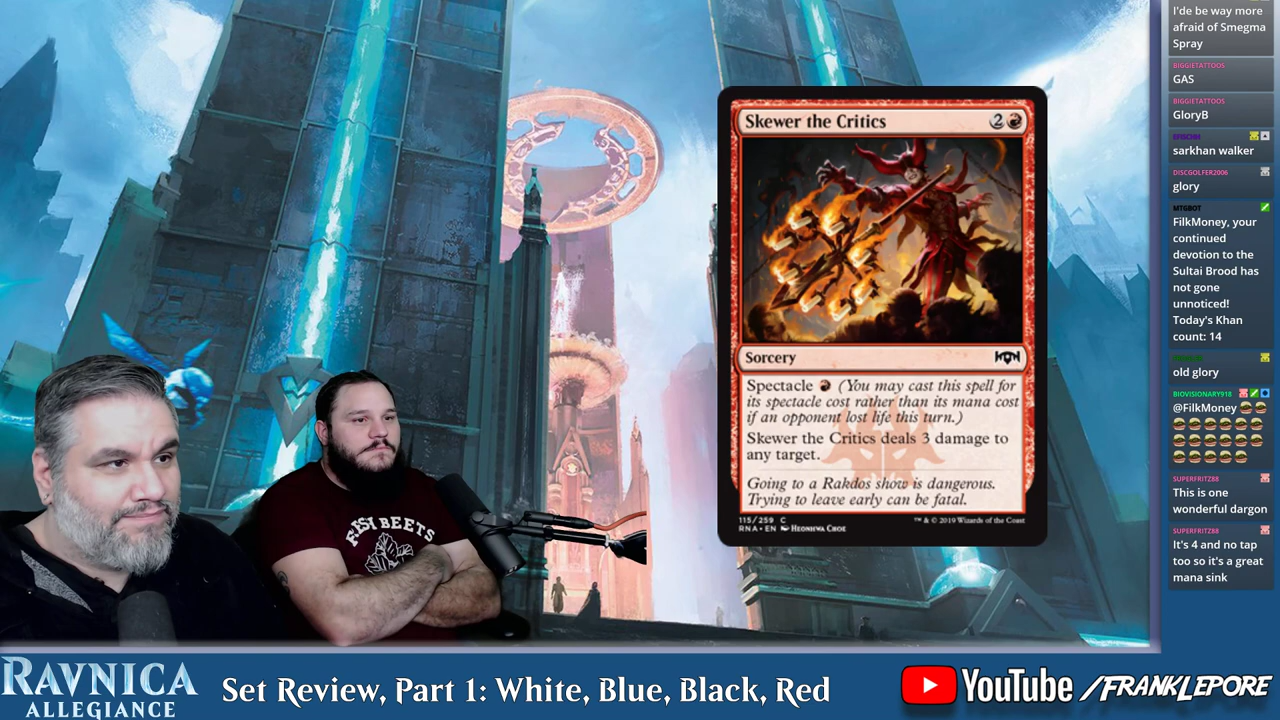 Skewer the Critics 2
Sorcery
Spectacle (You may cast this spell for
its spectacle cost rather than its mana cost
if an opponent lost life this turn.)
Skewer the Critics deals 3 damage to
any target.
Going to a Rakdos show is dangerous.
Trying to leave early can be fatal.
115/259 C
RNA • EN HEONHWA CHOE
™ & © 2019 Wizards of the Coast
BEETS
I'de be way more
afraid of Smegma
Spray
BIGGIETATTOOS
GAS
BIGGIETATTOOS
GloryB
sarkhan walker
DISCGOLFER2006
glory
MTGBOT
FilkMoney, your
continued
devotion to the
Sultai Brood has
not gone
unnoticed!
Today's Khan
count: 14
old glory
BIOVISIONARY918
@FilkMoney
SUPERFRITZ88
This is one
wonderful dargon
SUPERFRITZ88
It's 4 and no tap
too so it's a great
mana sink
RAVNICA
ALLEGIANCE
Set Review, Part 1: White, Blue, Black, Red
YouTube /FRANKLEPORE